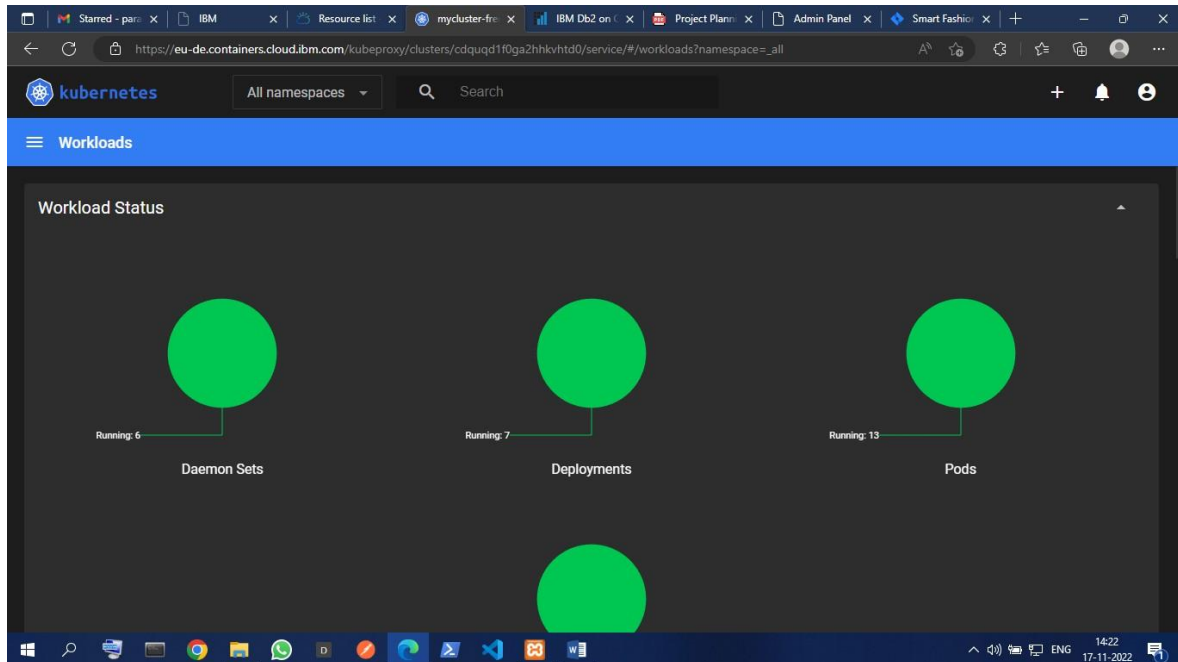 Starred - para
IBM
Resource list
mycluster-fre
IBM Db2 on
Project Plann
Admin Panel
Smart Fashion
https://eu-de.containers.cloud.ibm.com/kubeproxy/clusters/cdquqd1f0ga2hhkvhtd0/service/#/workloads?namespace=_all
kubernetes
All namespaces
Search
Workloads
Workload Status
Running: 6
Running: 7
Running: 13
Daemon Sets
Deployments
Pods
ENG
14:22
17-11-2022